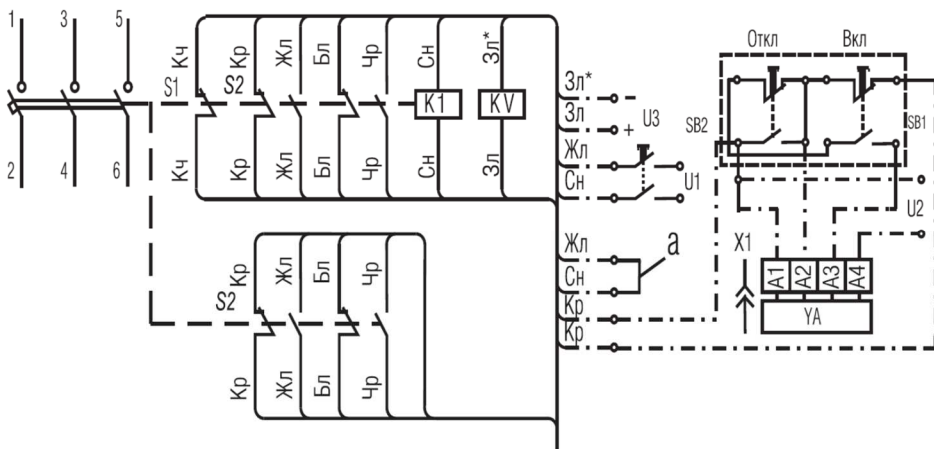 1 3 5
Кч Кр Жл Бл Чр Сн Зл*
S1 S2 K1 KV
Кч Кр Жл Бл Чр Сн Зл
2 4 6
Зл* -
Зл +
Жл U3
Сн U1
Откл Вкл
SB2 SB1
U2
X1 A1 A2 A3 A4
YA
Жл а
Сн
Кр
Кр
Кр Жл Бл Чр
S2
Кр Жл Бл Чр